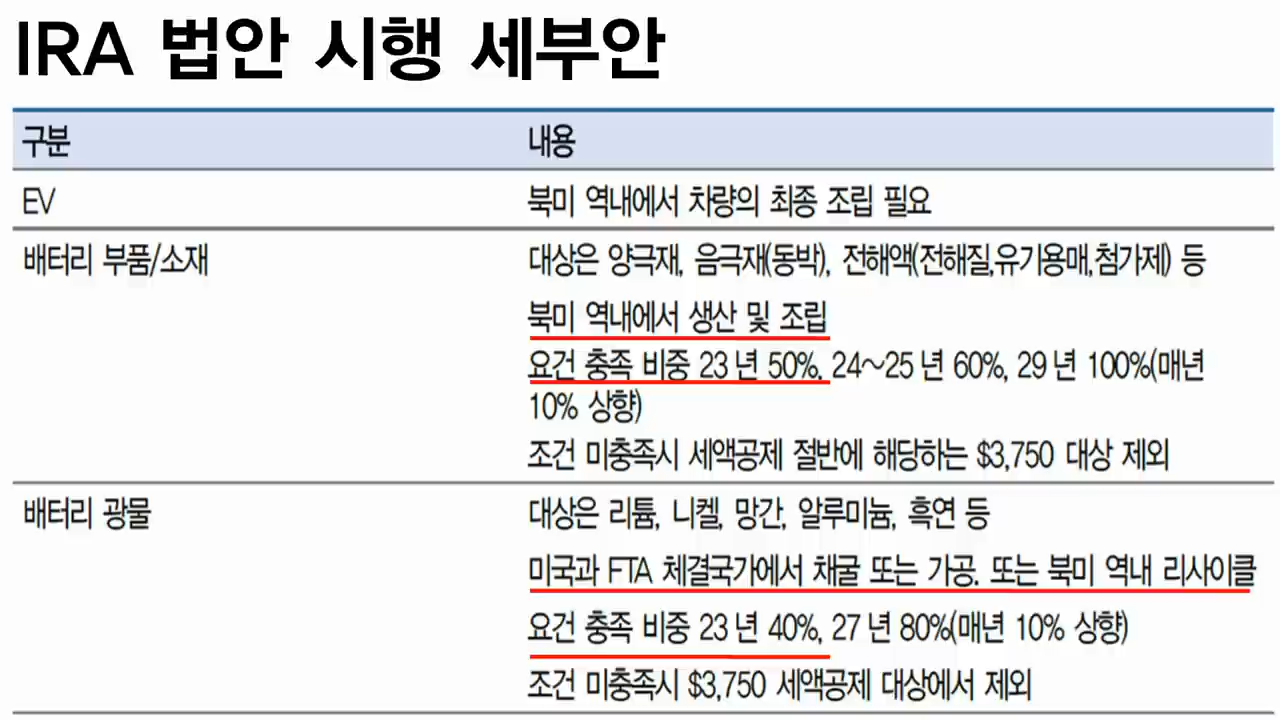 IRA 법안 시행 세부안
구분 내용
EV 북미 역내에서 차량의 최종 조립 필요
배터리 부품/소재 대상은 양극재, 음극재(동박), 전해액(전해질,유기용매,첨가제) 등
북미 역내에서 생산 및 조립
요건 충족 비중 23년 50%, 24~25년 60%, 29년 100%(매년
10% 상향)
조건 미충족시 세액공제 절반에 해당하는 $3,750 대상 제외
배터리 광물 대상은 리튬, 니켈, 망간, 알루미늄, 흑연 등
미국과 FTA 체결국가에서 채굴 또는 가공. 또는 북미 역내 리사이클
요건 충족 비중 23년 40%, 27년 80%(매년 10% 상향)
조건 미충족시 $3,750 세액공제 대상에서 제외